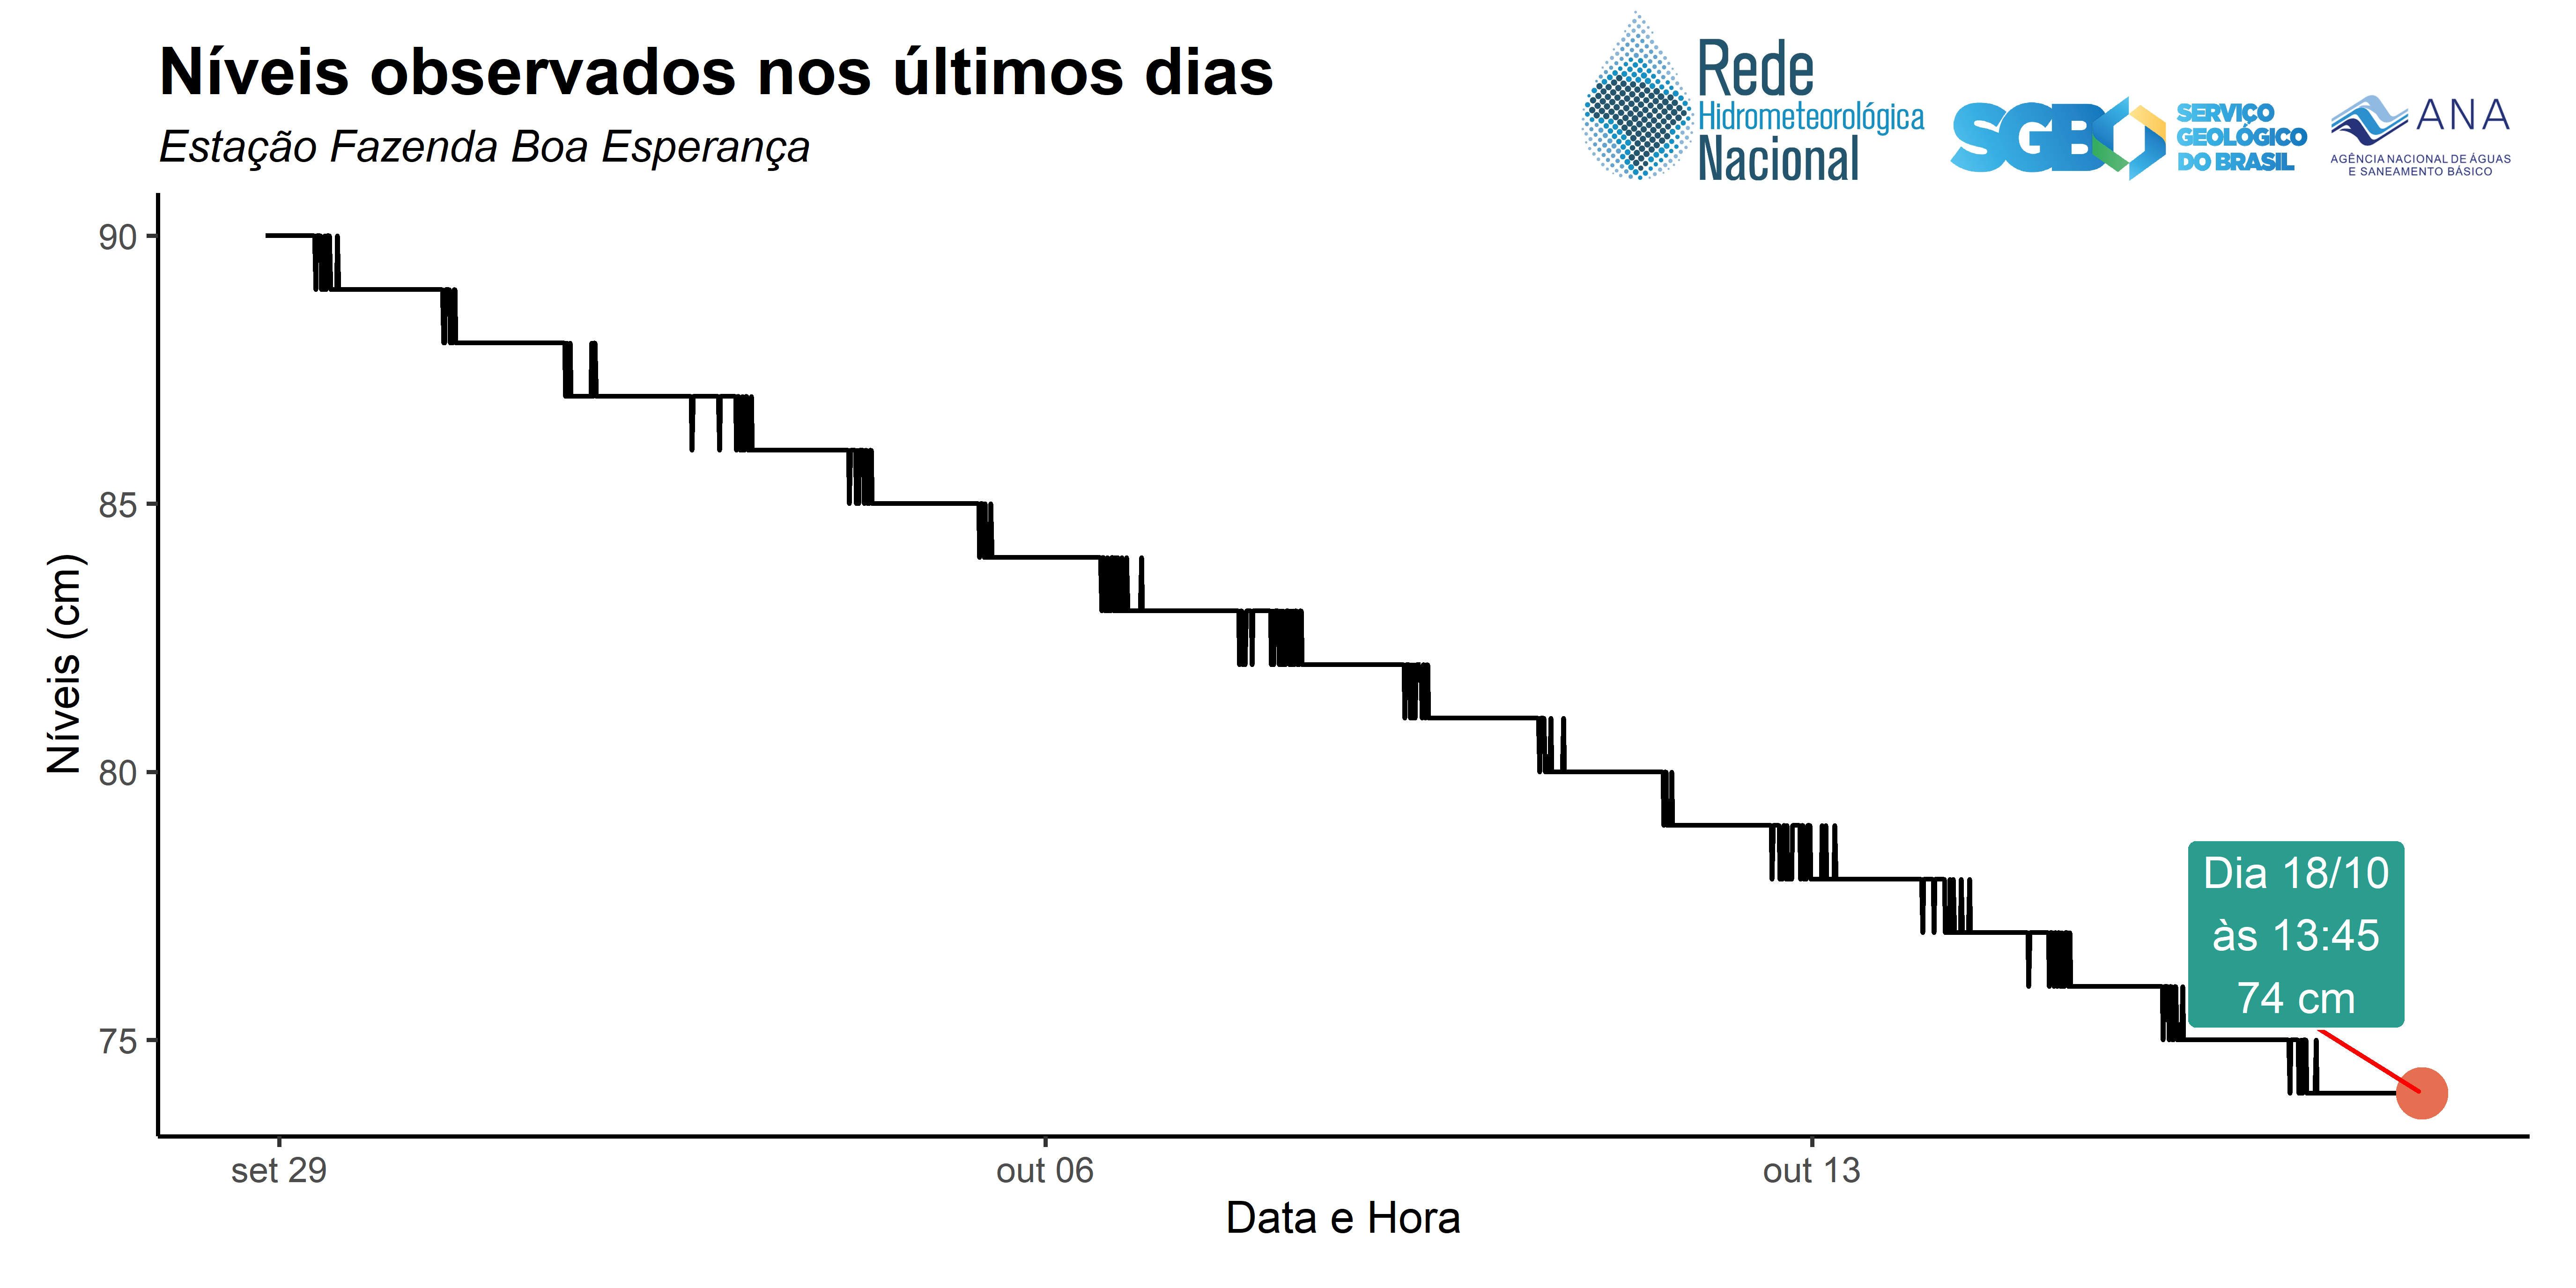 Níveis observados nos últimos dias
Estação Fazenda Boa Esperança
Rede
Hidrometeorológica
Nacional
SGB
SERVIÇO
GEOLÓGICO
DO BRASIL
ANA
AGÊNCIA NACIONAL DE ÁGUAS
E SANEAMENTO BÁSICO
Níveis (cm)
90
85
80
75
Dia 18/10
às 13:45
74 cm
set 29
out 06
out 13
Data e Hora